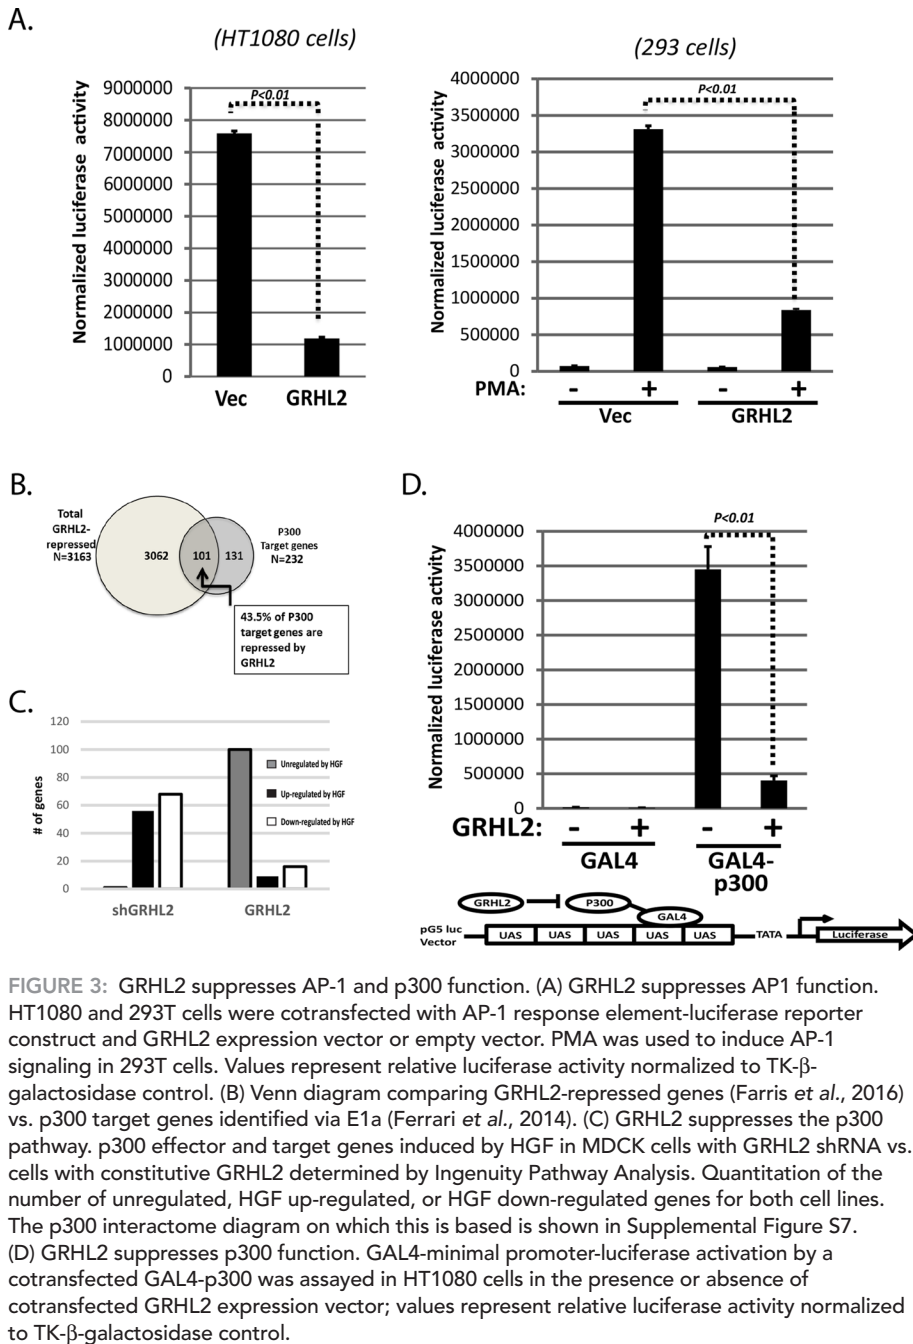 A.
(HT1080 cells)
Normalized luciferase activity
9000000
8000000
7000000
6000000
5000000
4000000
3000000
2000000
1000000
0
P<0.01
Vec
GRHL2
(293 cells)
Normalized luciferase activity
4000000
3500000
3000000
2500000
2000000
1500000
1000000
500000
0
P<0.01
PMA:
-
+
-
+
Vec
GRHL2
B.
Total
GRHL2-
repressed
N=3163
3062
101
131
P300
Target genes
N=232
43.5% of P300
target genes are
repressed by
GRHL2
C.
# of genes
120
100
80
60
40
20
0
Unregulated by HGF
Up-regulated by HGF
Down-regulated by HGF
shGRHL2
GRHL2
D.
Normalized luciferase activity
4000000
3500000
3000000
2500000
2000000
1500000
1000000
500000
0
P<0.01
GRHL2:
-
+
-
+
GAL4
GAL4-
p300
GRHL2
P300
GAL4
pG5 luc
Vector
UAS
UAS
UAS
UAS
UAS
TATA
Luciferase
FIGURE 3: GRHL2 suppresses AP-1 and p300 function. (A) GRHL2 suppresses AP1 function.
HT1080 and 293T cells were cotransfected with AP-1 response element-luciferase reporter
construct and GRHL2 expression vector or empty vector. PMA was used to induce AP-1
signaling in 293T cells. Values represent relative luciferase activity normalized to TK-β-
galactosidase control. (B) Venn diagram comparing GRHL2-repressed genes (Farris et al., 2016)
vs. p300 target genes identified via E1a (Ferrari et al., 2014). (C) GRHL2 suppresses the p300
pathway. p300 effector and target genes induced by HGF in MDCK cells with GRHL2 shRNA vs.
cells with constitutive GRHL2 determined by Ingenuity Pathway Analysis. Quantitation of the
number of unregulated, HGF up-regulated, or HGF down-regulated genes for both cell lines.
The p300 interactome diagram on which this is based is shown in Supplemental Figure S7.
(D) GRHL2 suppresses p300 function. GAL4-minimal promoter-luciferase activation by a
cotransfected GAL4-p300 was assayed in HT1080 cells in the presence or absence of
cotransfected GRHL2 expression vector; values represent relative luciferase activity normalized
to TK-β-galactosidase control.